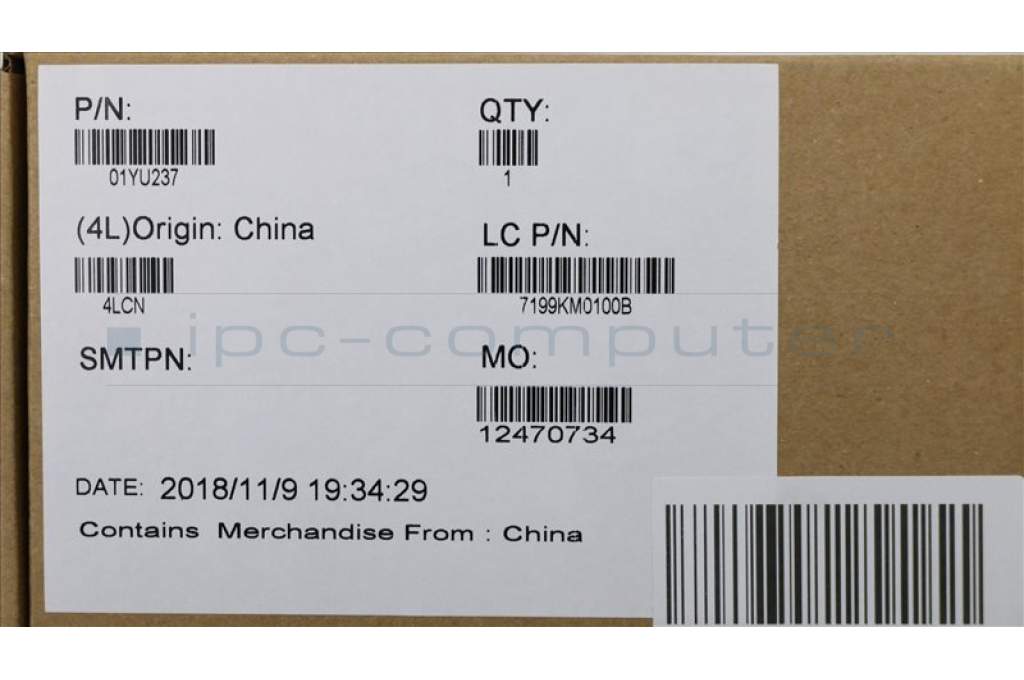 P/N:
01YU237
QTY:
1
(4L)Origin: China
4LCN
LC P/N:
7199KM0100B
ipc-computer
SMTPN:
MO:
12470734
DATE: 2018/11/9 19:34:29
Contains Merchandise From : China